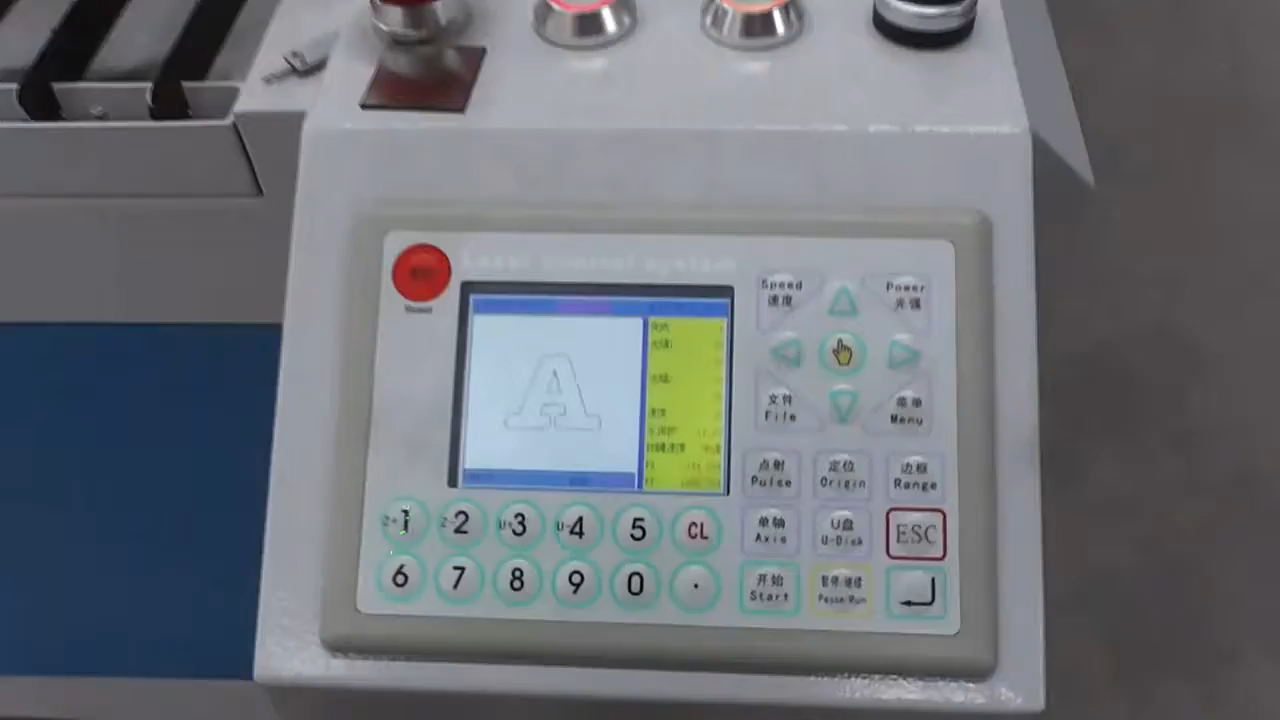 Laser control system
Speed
速度
Power
光强
文件
File
菜单
Menu
点射
Pulse
定位
Origin
边框
Range
单轴
Axis
U盘
U-Disk
ESC
开始
Start
暂停/继续
Pause/Run
A
Z+ 1
Z- 2
U+ 3
U- 4
5
CL
6
7
8
9
0
.